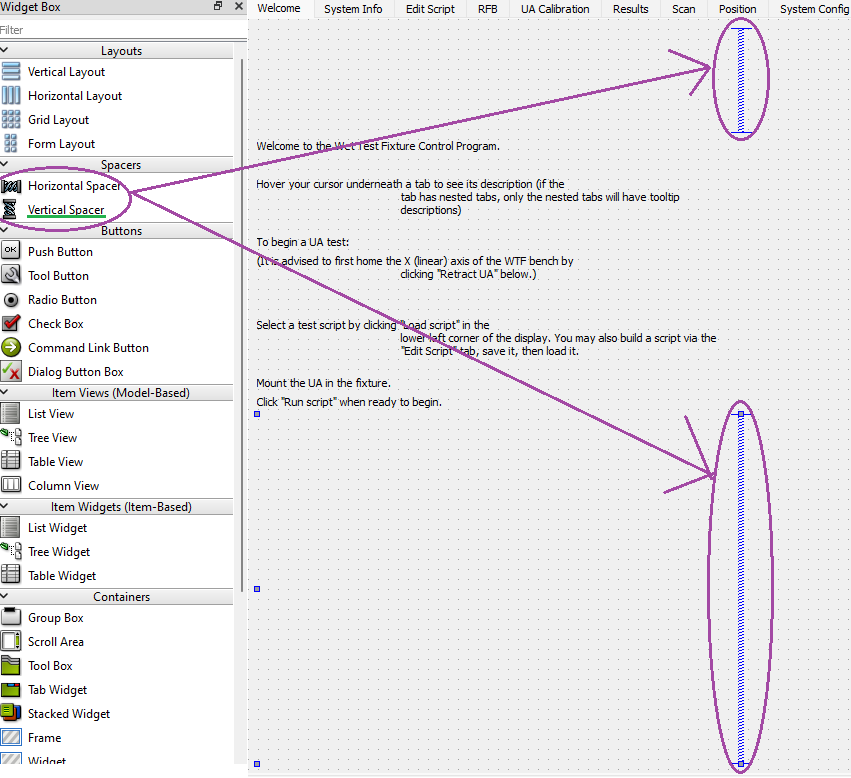 Widget Box
Filter
Layouts
Vertical Layout
Horizontal Layout
Grid Layout
Form Layout
Spacers
Horizontal Spacer
Vertical Spacer
Buttons
OK
Push Button
Tool Button
Radio Button
Check Box
Command Link Button
Dialog Button Box
Item Views (Model-Based)
List View
Tree View
Table View
Column View
Item Widgets (Item-Based)
List Widget
Tree Widget
Table Widget
Containers
Group Box
Scroll Area
Tool Box
Tab Widget
Stacked Widget
Frame
Widget
Welcome System Info Edit Script RFB UA Calibration Results Scan Position System Config
Welcome to the Wet Test Fixture Control Program.
Hover your cursor underneath a tab to see its description (if the
tab has nested tabs, only the nested tabs will have tooltip
descriptions)
To begin a UA test:
(It is advised to first home the X (linear) axis of the WTF bench by
clicking "Retract UA" below.)
Select a test script by clicking "Load script" in the
lower left corner of the display. You may also build a script via the
"Edit Script" tab, save it, then load it.
Mount the UA in the fixture.
Click "Run script" when ready to begin.